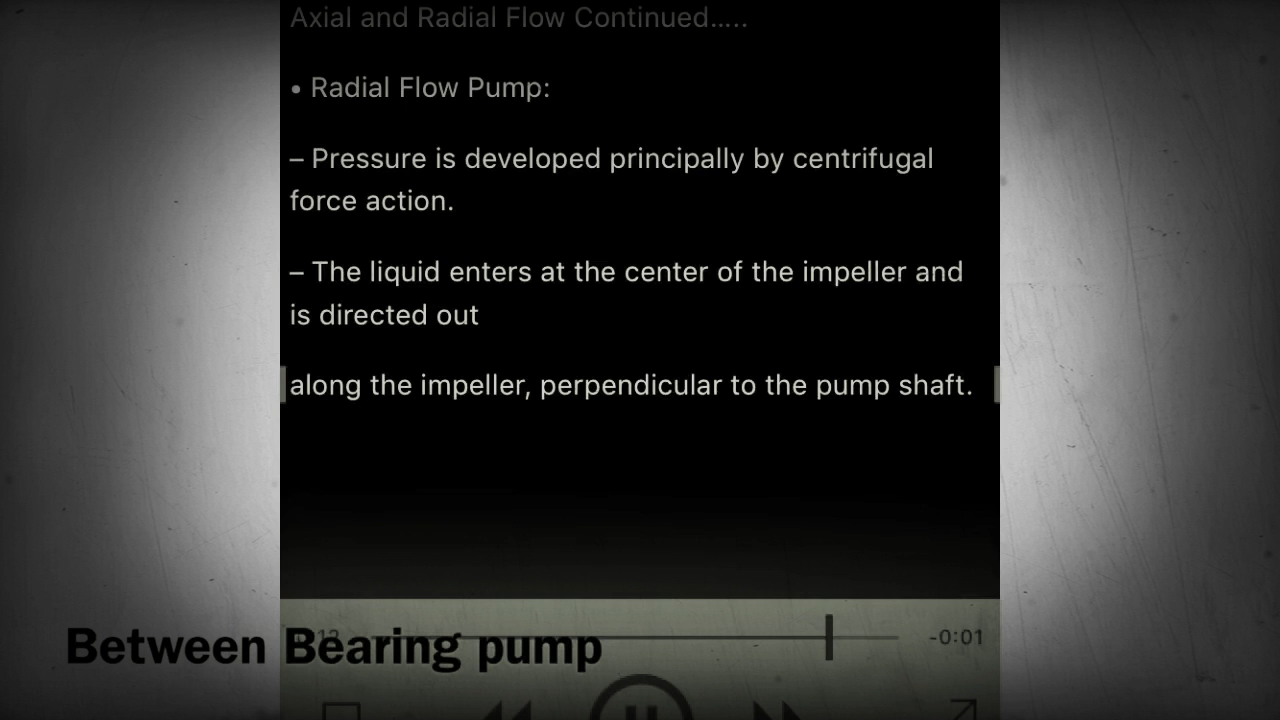 Axial and Radial Flow Continued.....
• Radial Flow Pump:
– Pressure is developed principally by centrifugal
force action.
– The liquid enters at the center of the impeller and
is directed out
along the impeller, perpendicular to the pump shaft.
-0:01
Between Bearing pump